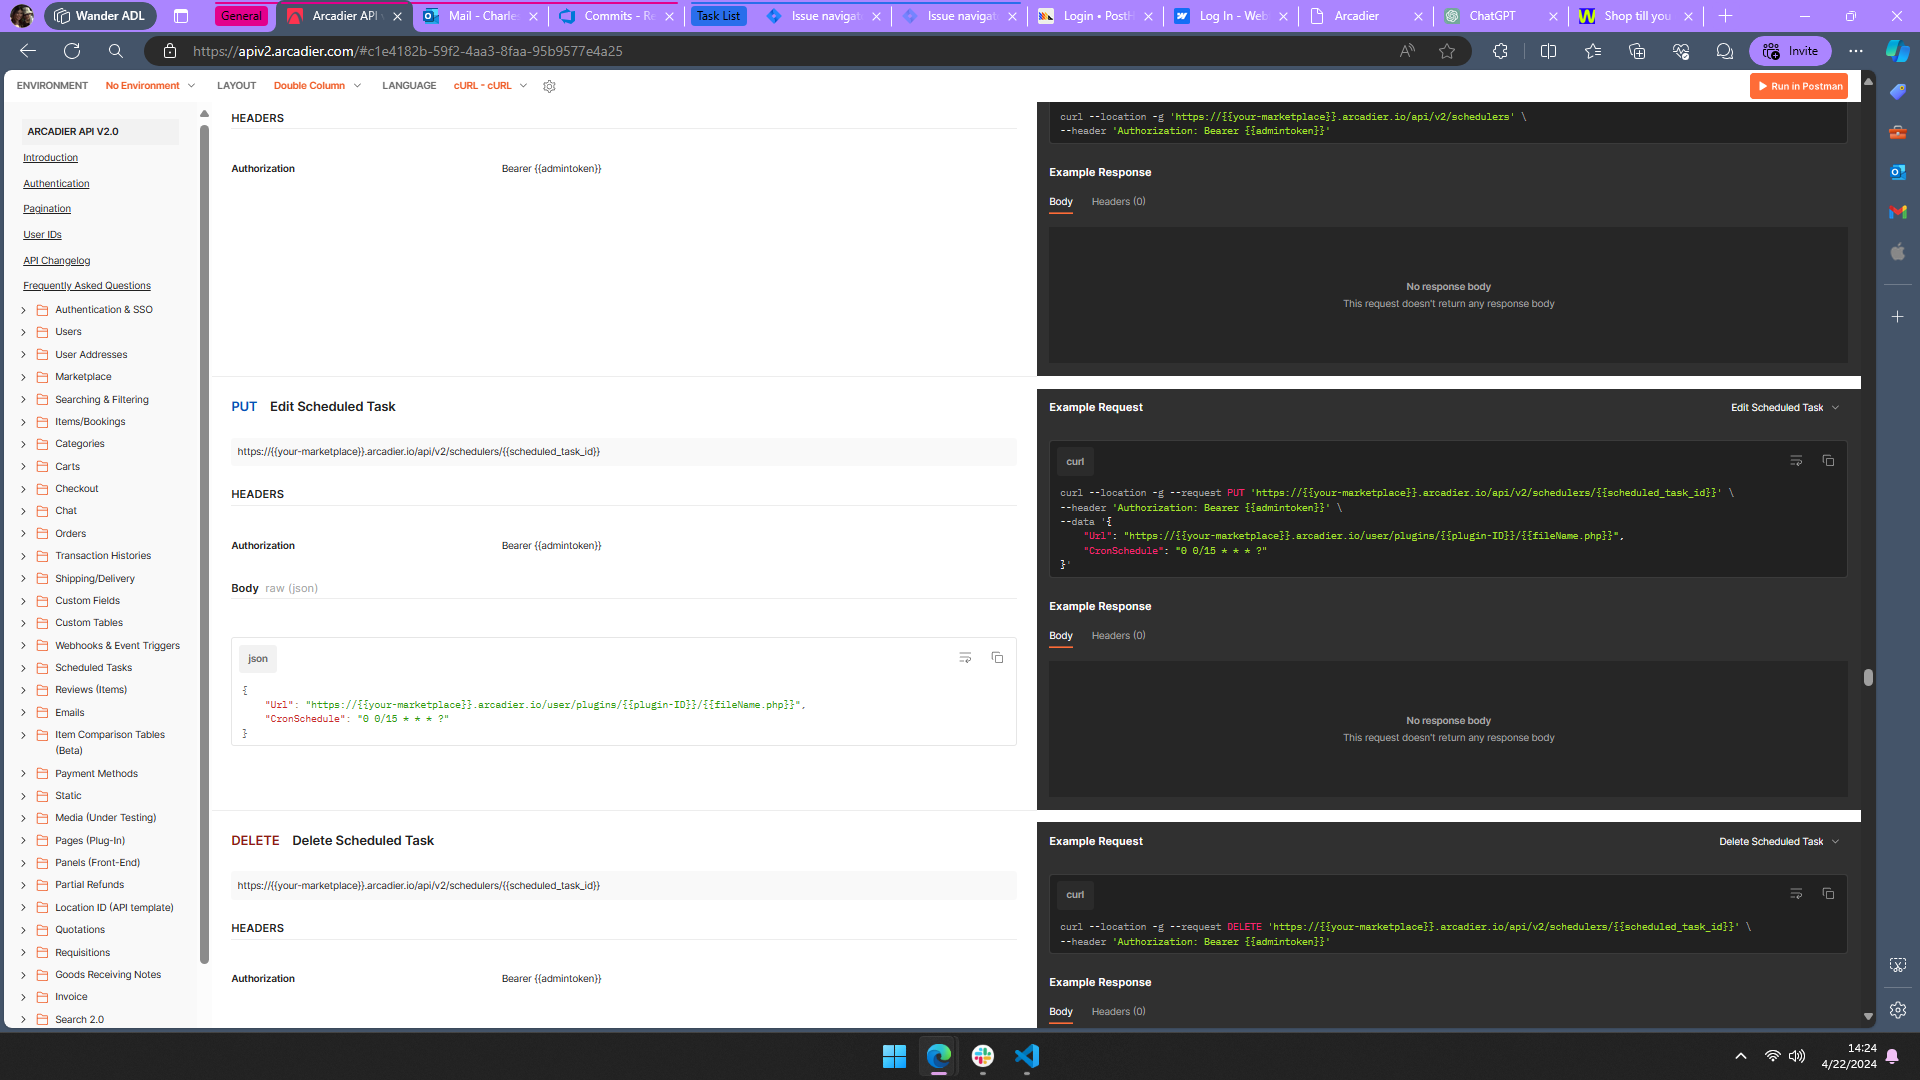 Wander ADL
General
Arcadier API
Mail - Charle
Commits - Re
Task List
Issue navigat
Issue navigat
Login • PostH
Log In - Web
Arcadier
ChatGPT
Shop till you
https://apiv2.arcadier.com/#c1e4182b-59f2-4aa3-8faa-95b9577e4a25
Invite
ENVIRONMENT
No Environment
LAYOUT
Double Column
LANGUAGE
cURL - cURL
Run in Postman
ARCADIER API V2.0
Introduction
Authentication
Pagination
User IDs
API Changelog
Frequently Asked Questions
Authentication & SSO
Users
User Addresses
Marketplace
Searching & Filtering
Items/Bookings
Categories
Carts
Checkout
Chat
Orders
Transaction Histories
Shipping/Delivery
Custom Fields
Custom Tables
Webhooks & Event Triggers
Scheduled Tasks
Reviews (Items)
Emails
Item Comparison Tables
(Beta)
Payment Methods
Static
Media (Under Testing)
Pages (Plug-In)
Panels (Front-End)
Partial Refunds
Location ID (API template)
Quotations
Requisitions
Goods Receiving Notes
Invoice
Search 2.0
HEADERS
Authorization
Bearer {{admintoken}}
PUT Edit Scheduled Task
https://{{your-marketplace}}.arcadier.io/api/v2/schedulers/{{scheduled_task_id}}
HEADERS
Authorization
Bearer {{admintoken}}
Body raw (json)
json
{
"Url": "https://{{your-marketplace}}.arcadier.io/user/plugins/{{plugin-ID}}/{{fileName.php}}",
"CronSchedule": "0 0/15 * * * ?"
}
DELETE Delete Scheduled Task
https://{{your-marketplace}}.arcadier.io/api/v2/schedulers/{{scheduled_task_id}}
HEADERS
Authorization
Bearer {{admintoken}}
curl --location -g 'https://{{your-marketplace}}.arcadier.io/api/v2/schedulers' \
--header 'Authorization: Bearer {{admintoken}}'
Example Response
Body
Headers (0)
No response body
This request doesn't return any response body
Example Request
Edit Scheduled Task
curl
curl --location -g --request PUT 'https://{{your-marketplace}}.arcadier.io/api/v2/schedulers/{{scheduled_task_id}}' \
--header 'Authorization: Bearer {{admintoken}}' \
--data '{
"Url": "https://{{your-marketplace}}.arcadier.io/user/plugins/{{plugin-ID}}/{{fileName.php}}",
"CronSchedule": "0 0/15 * * * ?"
}'
Example Response
Body
Headers (0)
No response body
This request doesn't return any response body
Example Request
Delete Scheduled Task
curl
curl --location -g --request DELETE 'https://{{your-marketplace}}.arcadier.io/api/v2/schedulers/{{scheduled_task_id}}' \
--header 'Authorization: Bearer {{admintoken}}'
Example Response
Body
Headers (0)
14:24
4/22/2024